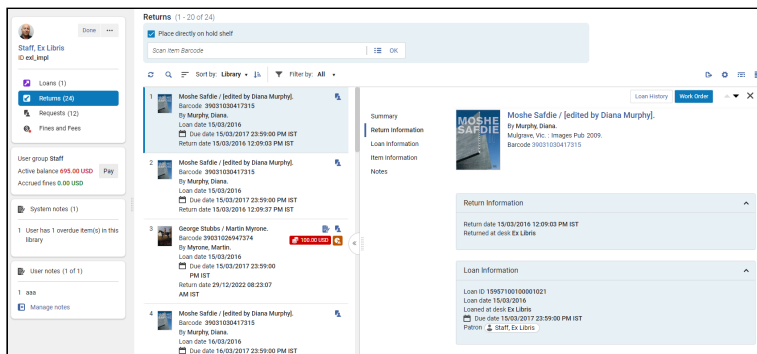 Returns (1 - 20 of 24)
Done
Staff, Ex Libris
ID exl_impl
Loans (1)
Returns (24)
Requests (12)
Fines and Fees
User group Staff
Active balance 695.00 USD
Pay
Accrued fines 0.00 USD
System notes (1)
1 User has 1 overdue item(s) in this
library
User notes (1 of 1)
1 aaa
Manage notes
Place directly on hold shelf
Scan Item Barcode
OK
Sort by: Library
Filter by: All
1 Moshe Safdie / [edited by Diana Murphy].
Barcode 39031030417315
By Murphy, Diana.
Loan date 15/03/2016
Due date 15/03/2017 23:59:00 PM IST
Return date 15/03/2016 12:09:03 PM IST
2 Moshe Safdie / [edited by Diana Murphy].
Barcode 39031030417315
By Murphy, Diana.
Loan date 15/03/2016
Due date 15/03/2017 23:59:00 PM IST
Return date 15/03/2016 12:09:37 PM IST
3 George Stubbs / Martin Myrone.
Barcode 39031026947374
100.00 USD
By Myrone, Martin.
Loan date 15/03/2016
Due date 15/03/2017 23:59:00
PM IST
Return date 29/12/2022 08:23:07
AM IST
4 Moshe Safdie / [edited by Diana Murphy].
Barcode 39031030417315
By Murphy, Diana.
Loan date 16/03/2016
Due date 16/03/2017 23:59:00 PM IST
Loan History
Work Order
Summary
Return Information
Loan Information
Item Information
Notes
MOSHE
SAFDIE
Moshe Safdie / [edited by Diana Murphy].
By Murphy, Diana.
Mulgrave, Vic. : Images Pub 2009.
Barcode 39031030417315
Return Information
Return date 15/03/2016 12:09:03 PM IST
Returned at desk Ex Libris
Loan Information
Loan ID 15957100100001021
Loan date 15/03/2016
Loaned at desk Ex Libris
Due date 15/03/2017 23:59:00 PM IST
Patron Staff, Ex Libris